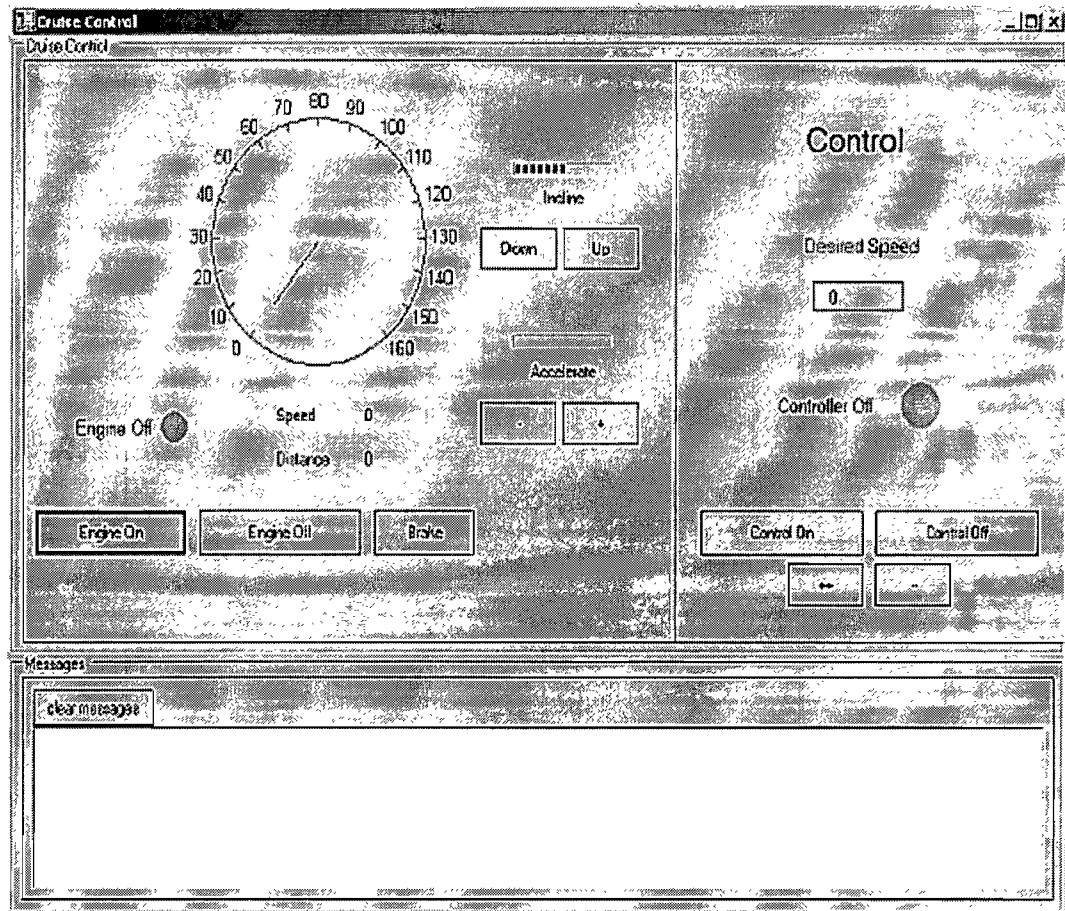 Cruise Control
Cruise Control
70 80 90
60 100
50 110
40 120
30 130
20 140
10 150
0 160
Incline
Down Up
Accelerate
- +
Engine Off
Speed 0
Distance 0
Engine On Engine Off Brake
Control
Desired Speed
0
Controller Off
Control On Control Off
++ --
Messages
clear messages